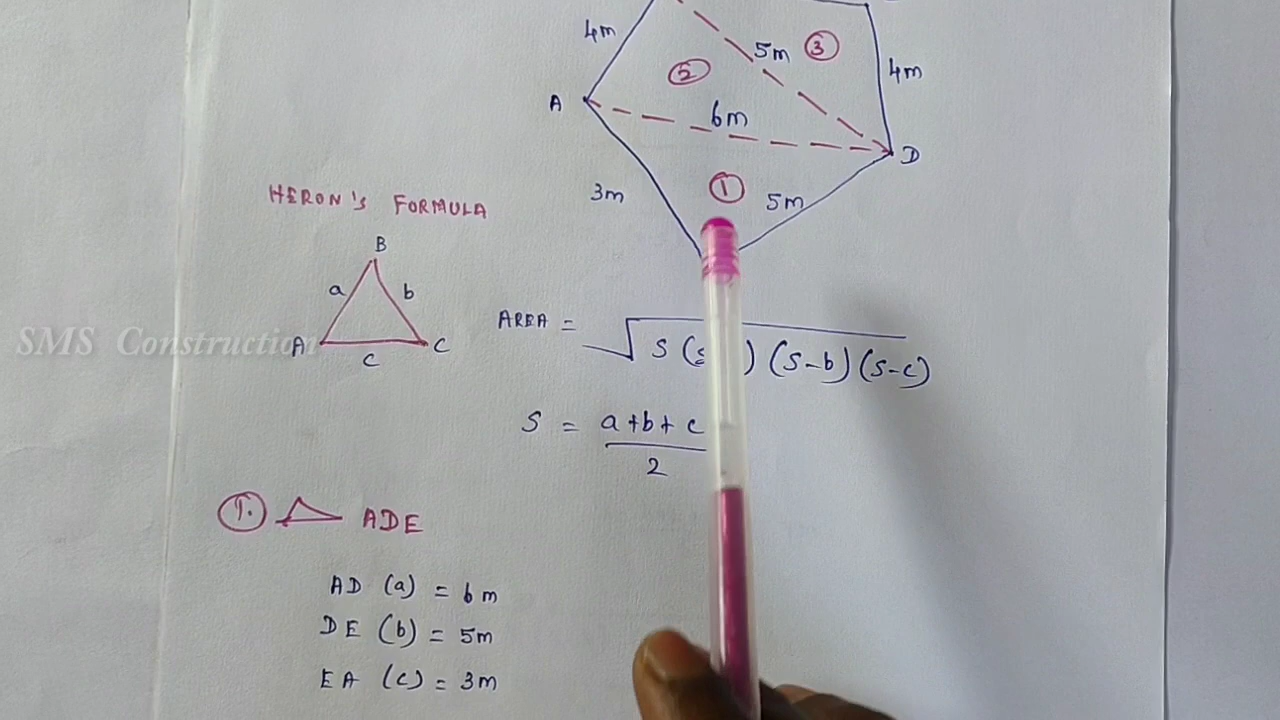 4m
5m
3
2
4m
A
6m
D
1
3m
5m
HERON's FORMULA
B
a
b
A
C
c
SMS Construction
AREA = √ S (S ) (S-b) (S-c)
S = a+b+c
2
1. ADE
AD (a) = 6m
DE (b) = 5m
EA (c) = 3m